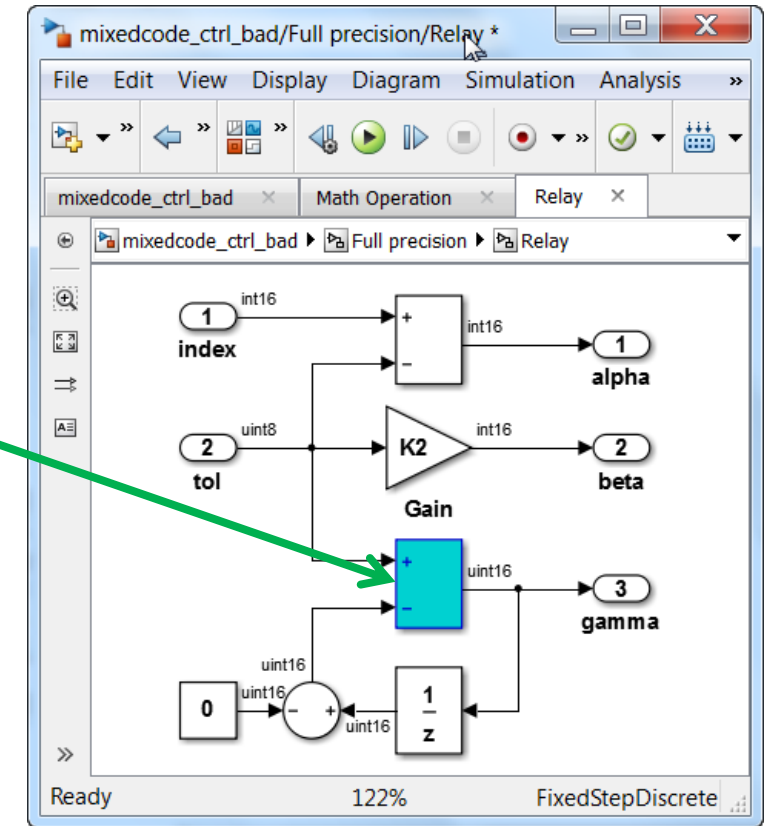 mixedcode_ctrl_bad/Full precision/Relay *
File Edit View Display Diagram Simulation Analysis »
» » » »
mixedcode_ctrl_bad × Math Operation × Relay ×
mixedcode_ctrl_bad Full precision Relay
1 int16 + int16 1
index − alpha
2 uint8 K2 int16 2
tol Gain beta
+ uint16 3
− gamma
uint16
0 uint16 − + uint16 1
z
»
Ready 122% FixedStepDiscrete